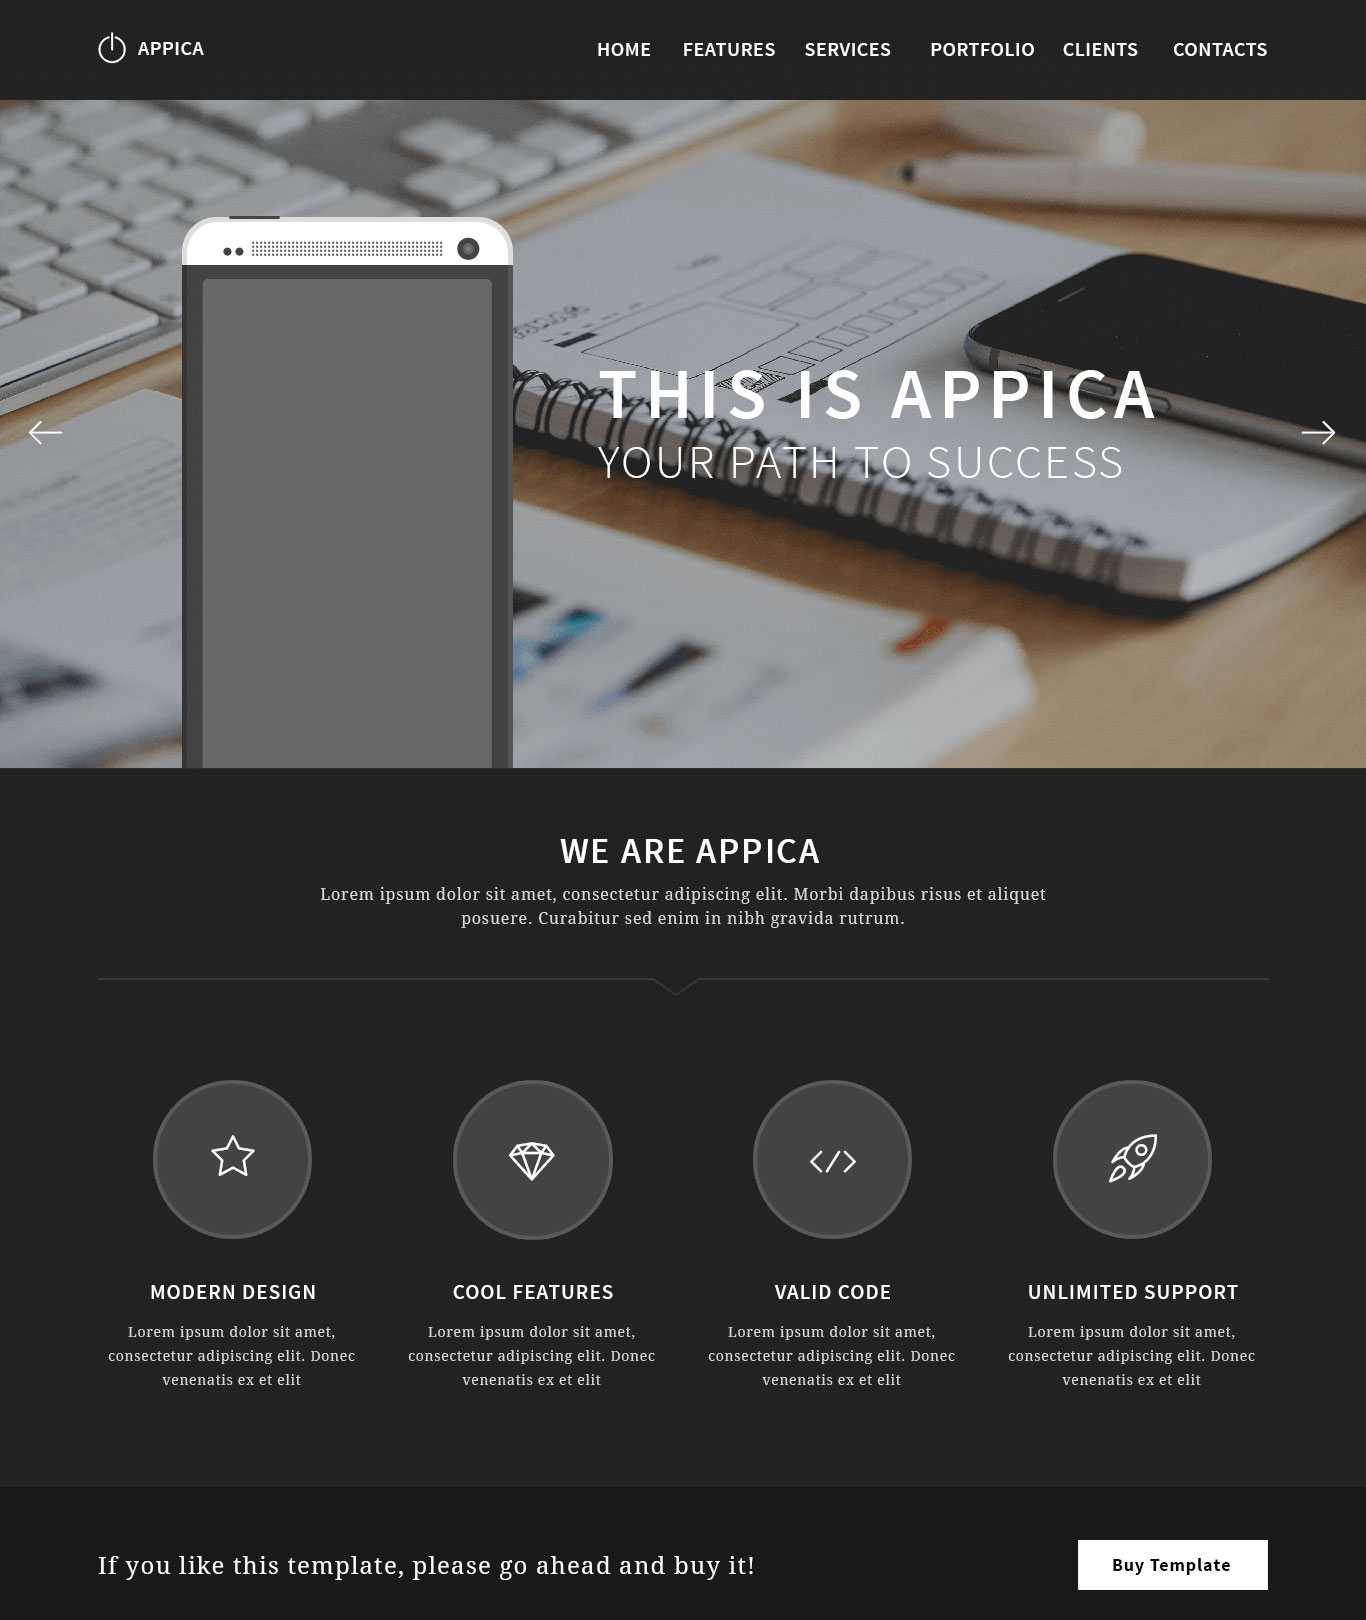 APPICA
HOME FEATURES SERVICES PORTFOLIO CLIENTS CONTACTS
THIS IS APPICA
YOUR PATH TO SUCCESS
WE ARE APPICA
Lorem ipsum dolor sit amet, consectetur adipiscing elit. Morbi dapibus risus et aliquet
posuere. Curabitur sed enim in nibh gravida rutrum.
MODERN DESIGN
Lorem ipsum dolor sit amet,
consectetur adipiscing elit. Donec
venenatis ex et elit
COOL FEATURES
Lorem ipsum dolor sit amet,
consectetur adipiscing elit. Donec
venenatis ex et elit
VALID CODE
Lorem ipsum dolor sit amet,
consectetur adipiscing elit. Donec
venenatis ex et elit
UNLIMITED SUPPORT
Lorem ipsum dolor sit amet,
consectetur adipiscing elit. Donec
venenatis ex et elit
If you like this template, please go ahead and buy it!
Buy Template